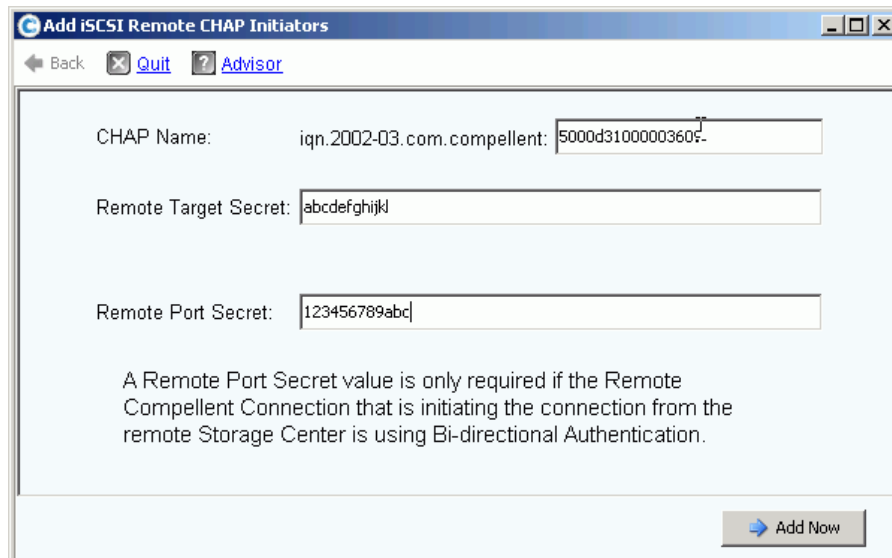 Add iSCSI Remote CHAP Initiators
Back Quit ? Advisor
CHAP Name: iqn.2002-03.com.compellent:
Remote Target Secret: abcdefghijkl
Remote Port Secret: 123456789abc
A Remote Port Secret value is only required if the Remote
Compellent Connection that is initiating the connection from the
remote Storage Center is using Bi-directional Authentication.
Add Now